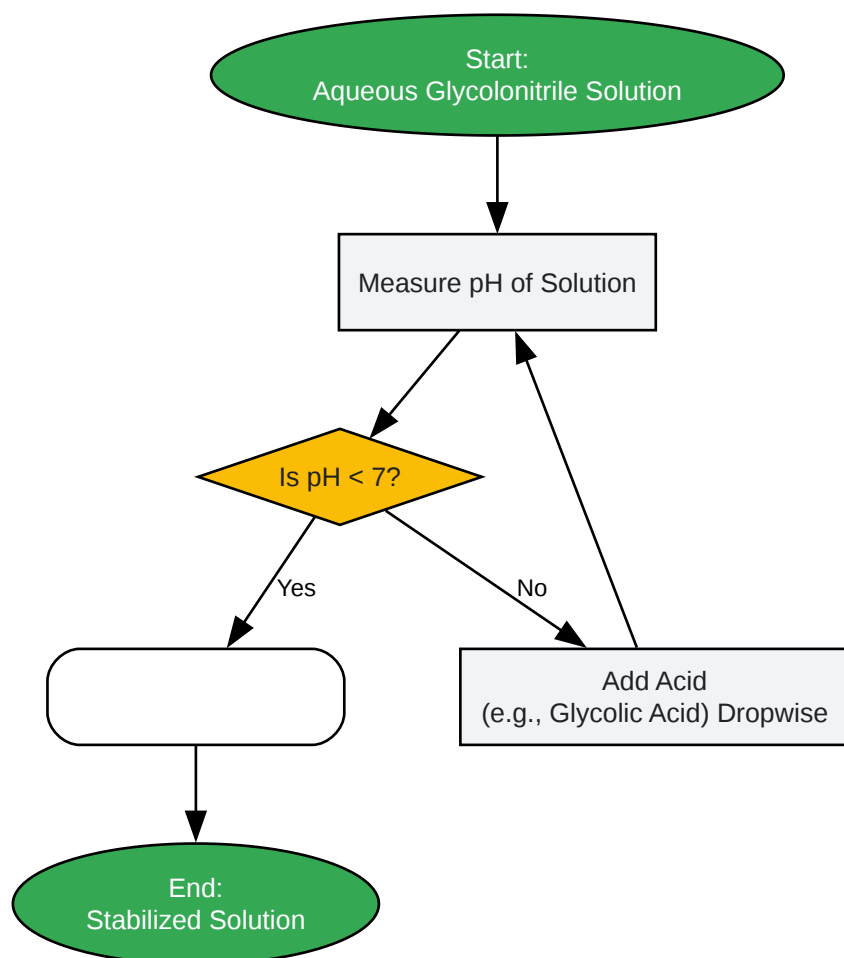 Start:
Aqueous Glycolonitrile Solution
Measure pH of Solution
Is pH < 7?
Yes
No
Add Acid
(e.g., Glycolic Acid) Dropwise
End:
Stabilized Solution